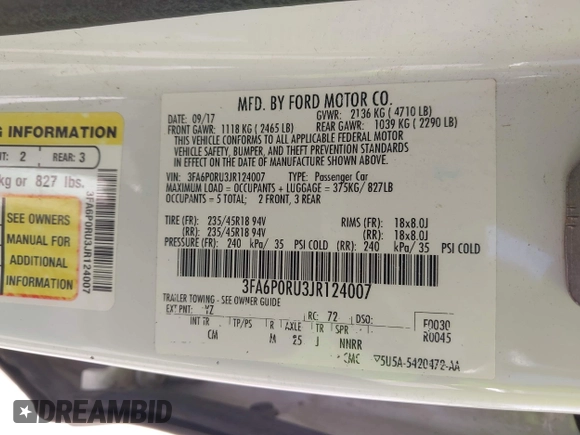 MFD. BY FORD MOTOR CO.
DATE: 09/17 GVWR: 2136 KG (4710 LB)
FRONT GAWR: 1118 KG (2465 LB) REAR GAWR: 1039 KG (2290 LB)
THIS VEHICLE CONFORMS TO ALL APPLICABLE FEDERAL MOTOR
VEHICLE SAFETY, BUMPER, AND THEFT PREVENTION STANDARDS
IN EFFECT ON THE DATE OF MANUFACTURE SHOWN ABOVE.
VIN: 3FA6P0RU3JR124007 TYPE: Passenger Car
MAXIMUM LOAD = OCCUPANTS + LUGGAGE = 375KG/827LB
OCCUPANTS = 5 TOTAL: 2 FRONT, 3 REAR
TIRE (FR): 235/45R18 94V RIMS (FR): 18x8.0J
(RR): 235/45R18 94V (RR): 18x8.0J
PRESSURE (FR): 240 kPa/ 35 PSI COLD (RR): 240 kPa/35 PSI COLD
3FA6P0RU3JR124007
TRAILER TOWING - SEE OWNER GUIDE
EXT PNT: YZ RC: 72 DSO: F0030
R0045
INT TR TP/PS R AXLE TR SPR
CM 25 J NNRR
5U5A-5420472-AA
INFORMATION
2 REAR: 3
kg or 827 lbs.
SEE OWNERS
MANUAL FOR
ADDITIONAL
INFORMATION
3FA6P0RU3JR124007
DREAMBID